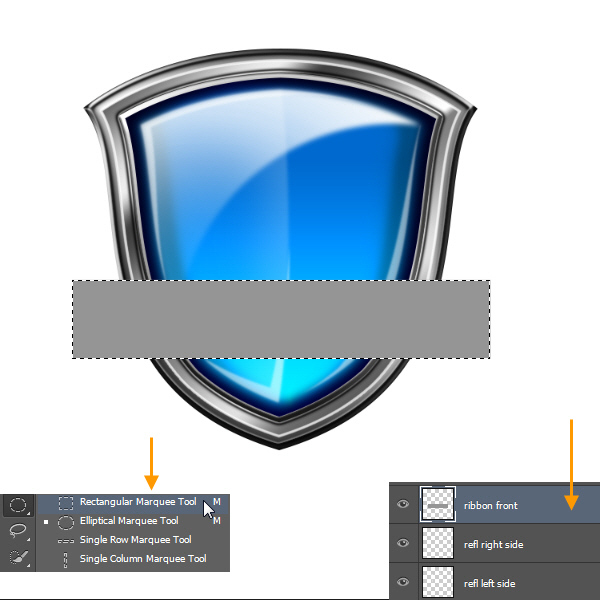 Rectangular Marquee Tool M
Elliptical Marquee Tool M
Single Row Marquee Tool
Single Column Marquee Tool
ribbon front
refl right side
refl left side